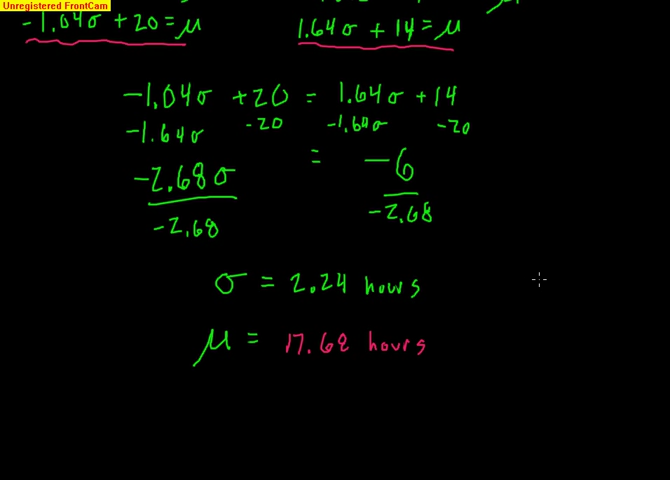 Unregistered FrontCam
-1.04σ + 20 = μ 1.64σ + 14 = μ
-1.04σ + 20 = 1.64σ + 14
-1.64σ -20 -1.64σ -20
-2.68σ = -6
-2.68 -2.68
σ = 2.24 hours
μ = 17.68 hours